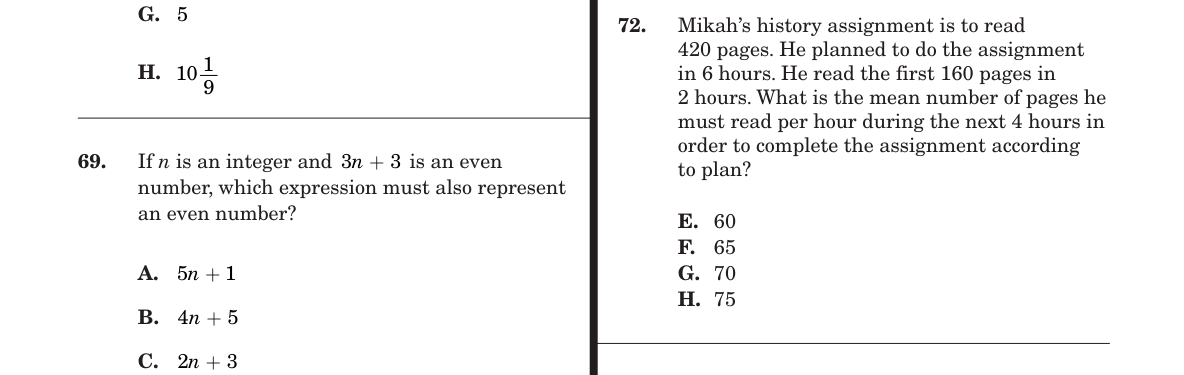 G. 5
H. 10 1/9
69. If n is an integer and 3n + 3 is an even
number, which expression must also represent
an even number?
A. 5n + 1
B. 4n + 5
C. 2n + 3
72. Mikah’s history assignment is to read
420 pages. He planned to do the assignment
in 6 hours. He read the first 160 pages in
2 hours. What is the mean number of pages he
must read per hour during the next 4 hours in
order to complete the assignment according
to plan?
E. 60
F. 65
G. 70
H. 75